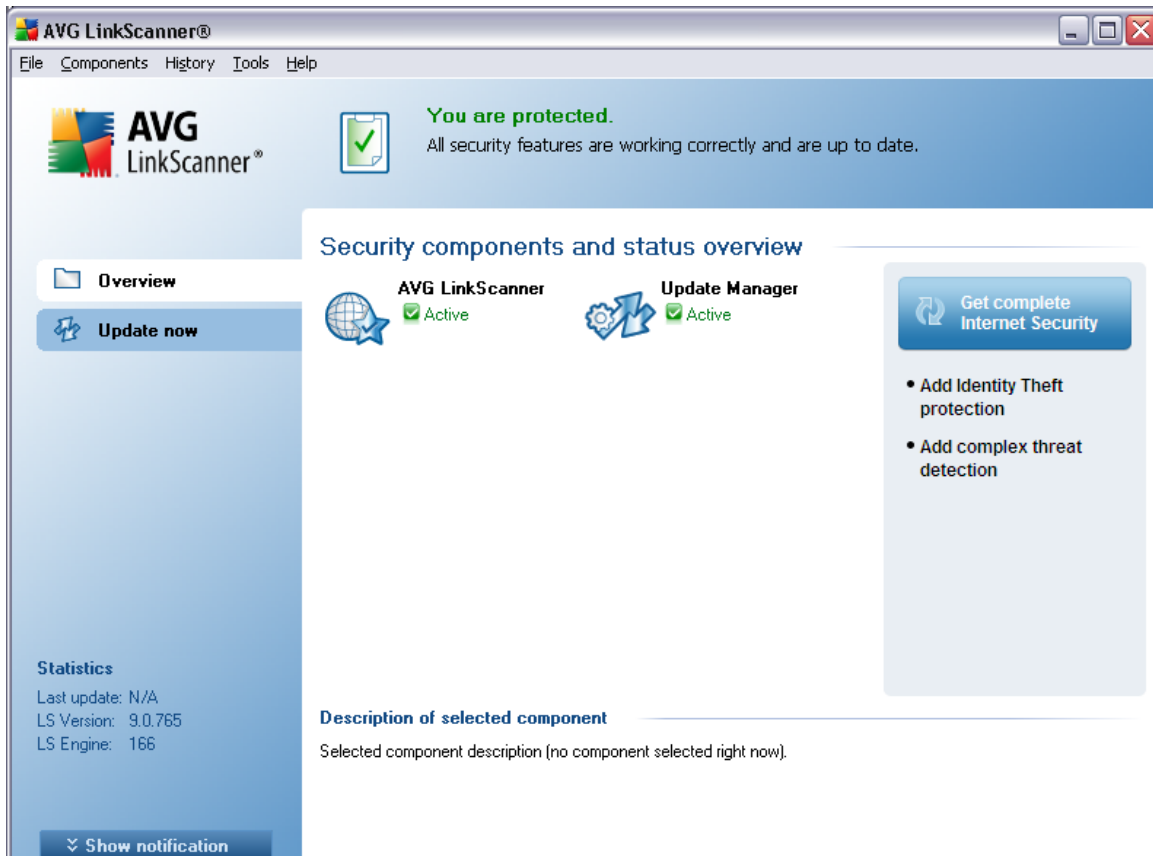 AVG LinkScanner®
File Components History Tools Help
AVG
LinkScanner®
You are protected.
All security features are working correctly and are up to date.
Overview
Update now
Security components and status overview
AVG LinkScanner
Active
Update Manager
Active
Get complete
Internet Security
• Add Identity Theft
protection
• Add complex threat
detection
Statistics
Last update: N/A
LS Version: 9.0.765
LS Engine: 166
Description of selected component
Selected component description (no component selected right now).
Show notification